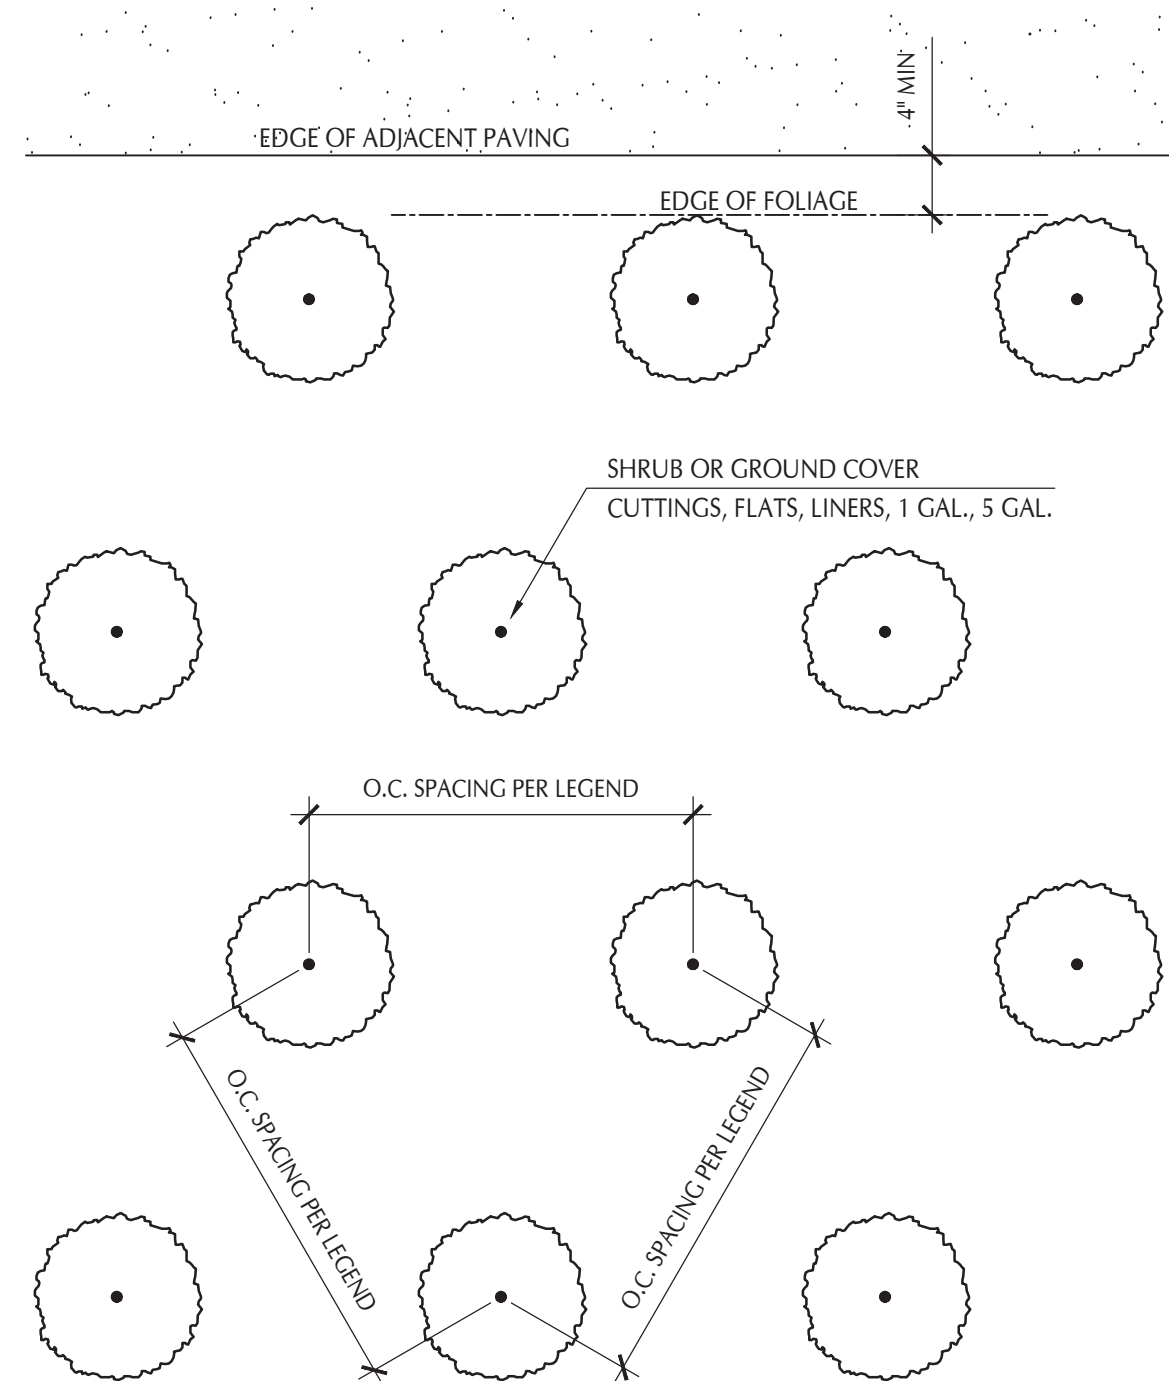 4" MIN
EDGE OF ADJACENT PAVING
EDGE OF FOLIAGE
SHRUB OR GROUND COVER
CUTTINGS, FLATS, LINERS, 1 GAL., 5 GAL.
O.C. SPACING PER LEGEND
O.C. SPACING PER LEGEND
O.C. SPACING PER LEGEND